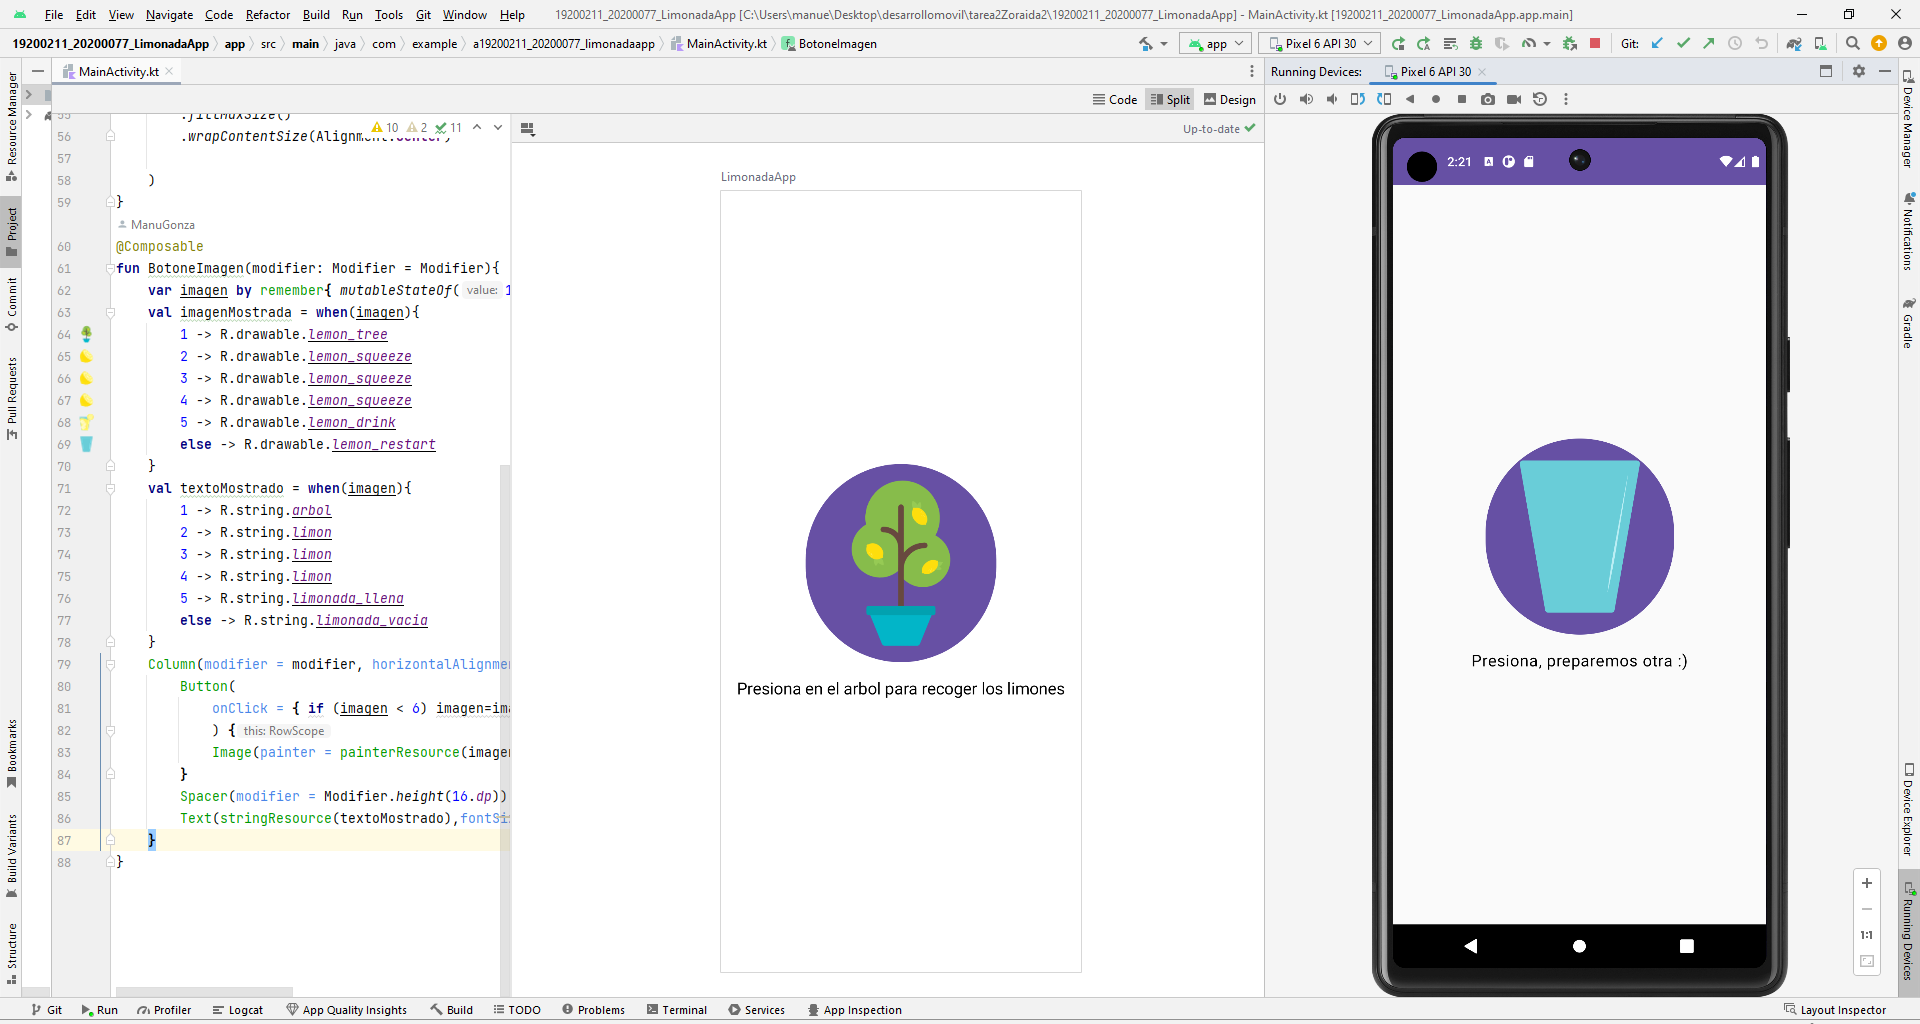 File Edit View Navigate Code Refactor Build Run Tools Git Window Help 19200211_20200077_LimonadaApp [C:\Users\manue\Desktop\desarrollomovil\tarea2Zoraida2\19200211_20200077_LimonadaApp] - MainActivity.kt [19200211_20200077_LimonadaApp.app.main]
19200211_20200077_LimonadaApp app src main java com example a19200211_20200077_limonadaapp MainActivity.kt BotoneImagen app Pixel 6 API 30 Git:
MainActivity.kt Running Devices: Pixel 6 API 30
Code Split Design
Up-to-date
10 2 11
Resource Manager
Project
Commit
Pull Requests
Bookmarks
Build Variants
Structure
55 .fillMaxSize()
56 .wrapContentSize(Alignment.Center)
57
58 )
59 }
ManuGonza
60 @Composable
61 fun BotoneImagen(modifier: Modifier = Modifier){
62 var imagen by remember{ mutableStateOf( value: 1
63 val imagenMostrada = when(imagen){
64 1 -> R.drawable.lemon_tree
65 2 -> R.drawable.lemon_squeeze
66 3 -> R.drawable.lemon_squeeze
67 4 -> R.drawable.lemon_squeeze
68 5 -> R.drawable.lemon_drink
69 else -> R.drawable.lemon_restart
70 }
71 val textoMostrado = when(imagen){
72 1 -> R.string.arbol
73 2 -> R.string.limon
74 3 -> R.string.limon
75 4 -> R.string.limon
76 5 -> R.string.limonada_llena
77 else -> R.string.limonada_vacia
78 }
79 Column(modifier = modifier, horizontalAlignme
80 Button(
81 onClick = { if (imagen < 6) imagen=ima
82 ) { this: RowScope
83 Image(painter = painterResource(image
84 }
85 Spacer(modifier = Modifier.height(16.dp))
86 Text(stringResource(textoMostrado),fontSi
87 }
88 }
LimonadaApp
Presiona en el arbol para recoger los limones
2:21
Presiona, preparemos otra :)
1:1
Device Manager
Notifications
Gradle
Device Explorer
Running Devices
Git Run Profiler Logcat App Quality Insights Build TODO Problems Terminal Services App Inspection Layout Inspector